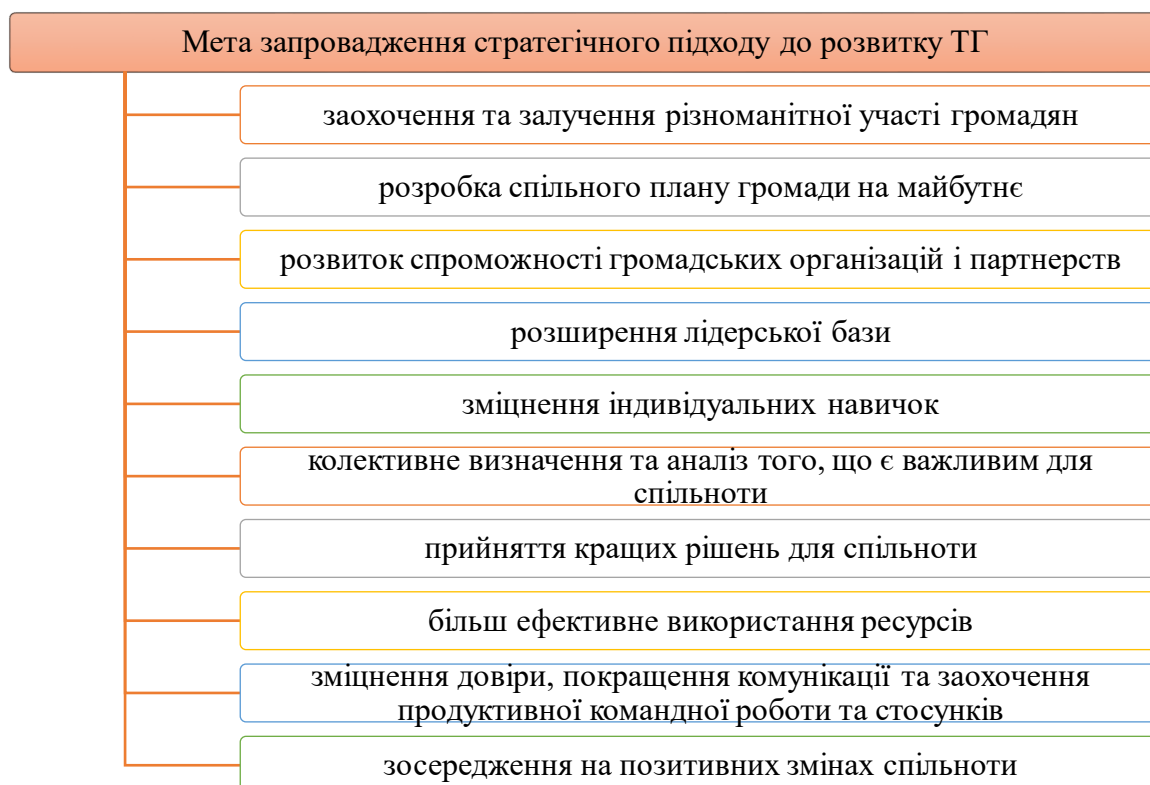 Мета запровадження стратегічного підходу до розвитку ТГ
заохочення та залучення різноманітної участі громадян
розробка спільного плану громади на майбутнє
розвиток спроможності громадських організацій і партнерств
розширення лідерської бази
зміцнення індивідуальних навичок
колективне визначення та аналіз того, що є важливим для
спільноти
прийняття кращих рішень для спільноти
більш ефективне використання ресурсів
зміцнення довіри, покращення комунікації та заохочення
продуктивної командної роботи та стосунків
зосередження на позитивних змінах спільноти